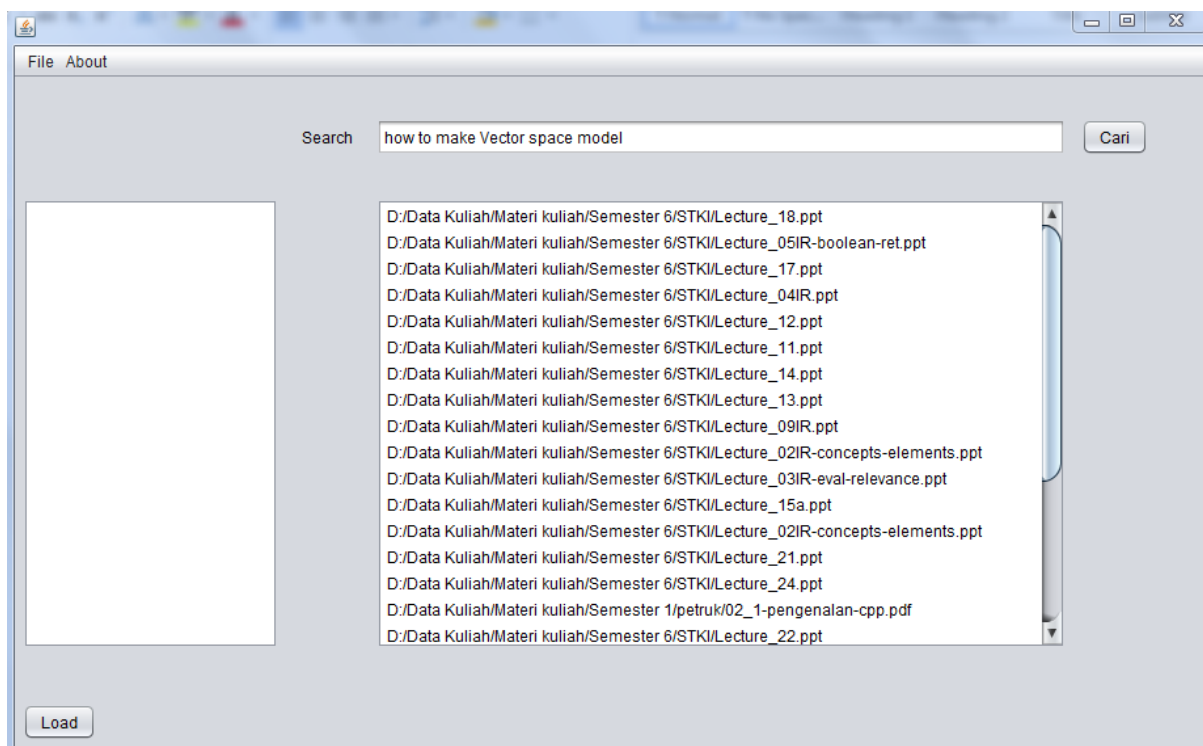 File About
Search how to make Vector space model Cari
D:/Data Kuliah/Materi kuliah/Semester 6/STKI/Lecture_18.ppt
D:/Data Kuliah/Materi kuliah/Semester 6/STKI/Lecture_05IR-boolean-ret.ppt
D:/Data Kuliah/Materi kuliah/Semester 6/STKI/Lecture_17.ppt
D:/Data Kuliah/Materi kuliah/Semester 6/STKI/Lecture_04IR.ppt
D:/Data Kuliah/Materi kuliah/Semester 6/STKI/Lecture_12.ppt
D:/Data Kuliah/Materi kuliah/Semester 6/STKI/Lecture_11.ppt
D:/Data Kuliah/Materi kuliah/Semester 6/STKI/Lecture_14.ppt
D:/Data Kuliah/Materi kuliah/Semester 6/STKI/Lecture_13.ppt
D:/Data Kuliah/Materi kuliah/Semester 6/STKI/Lecture_09IR.ppt
D:/Data Kuliah/Materi kuliah/Semester 6/STKI/Lecture_02IR-concepts-elements.ppt
D:/Data Kuliah/Materi kuliah/Semester 6/STKI/Lecture_03IR-eval-relevance.ppt
D:/Data Kuliah/Materi kuliah/Semester 6/STKI/Lecture_15a.ppt
D:/Data Kuliah/Materi kuliah/Semester 6/STKI/Lecture_02IR-concepts-elements.ppt
D:/Data Kuliah/Materi kuliah/Semester 6/STKI/Lecture_21.ppt
D:/Data Kuliah/Materi kuliah/Semester 6/STKI/Lecture_24.ppt
D:/Data Kuliah/Materi kuliah/Semester 1/petruk/02_1-pengenalan-cpp.pdf
D:/Data Kuliah/Materi kuliah/Semester 6/STKI/Lecture_22.ppt
Load